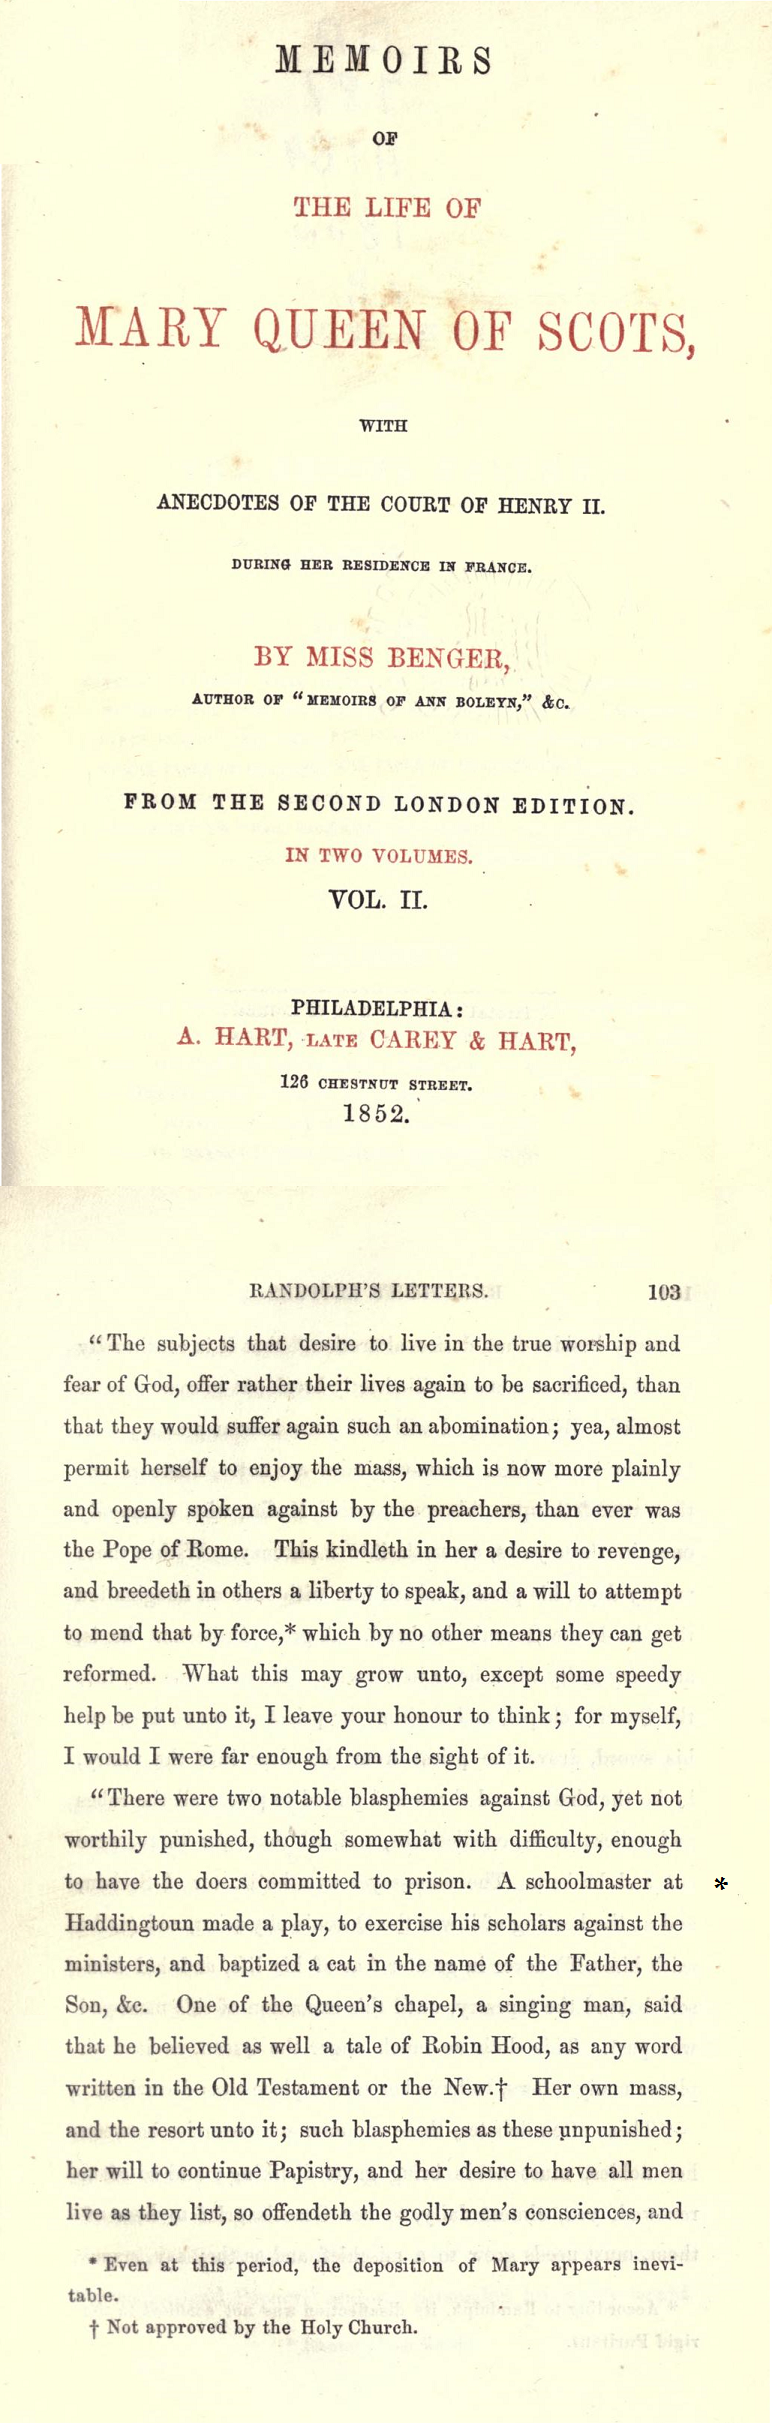 MEMOIRS
OF
THE LIFE OF
MARY QUEEN OF SCOTS,
WITH
ANECDOTES OF THE COURT OF HENRY II.
DURING HER RESIDENCE IN FRANCE.
BY MISS BENGER,
AUTHOR OF "MEMOIRS OF ANN BOLEYN," &C.
FROM THE SECOND LONDON EDITION.
IN TWO VOLUMES.
VOL. II.
PHILADELPHIA:
A. HART, LATE CAREY & HART,
126 CHESTNUT STREET.
1852.
RANDOLPH'S LETTERS. 103
"The subjects that desire to live in the true worship and
fear of God, offer rather their lives again to be sacrificed, than
that they would suffer again such an abomination; yea, almost
permit herself to enjoy the mass, which is now more plainly
and openly spoken against by the preachers, than ever was
the Pope of Rome. This kindleth in her a desire to revenge,
and breedeth in others a liberty to speak, and a will to attempt
to mend that by force,* which by no other means they can get
reformed. What this may grow unto, except some speedy
help be put unto it, I leave your honour to think; for myself,
I would I were far enough from the sight of it.
"There were two notable blasphemies against God, yet not
worthily punished, though somewhat with difficulty, enough
to have the doers committed to prison. A schoolmaster at *
Haddingtoun made a play, to exercise his scholars against the
ministers, and baptized a cat in the name of the Father, the
Son, &c. One of the Queen's chapel, a singing man, said
that he believed as well a tale of Robin Hood, as any word
written in the Old Testament or the New.† Her own mass,
and the resort unto it; such blasphemies as these unpunished;
her will to continue Papistry, and her desire to have all men
live as they list, so offendeth the godly men's consciences, and
* Even at this period, the deposition of Mary appears inevi-
table.
† Not approved by the Holy Church.